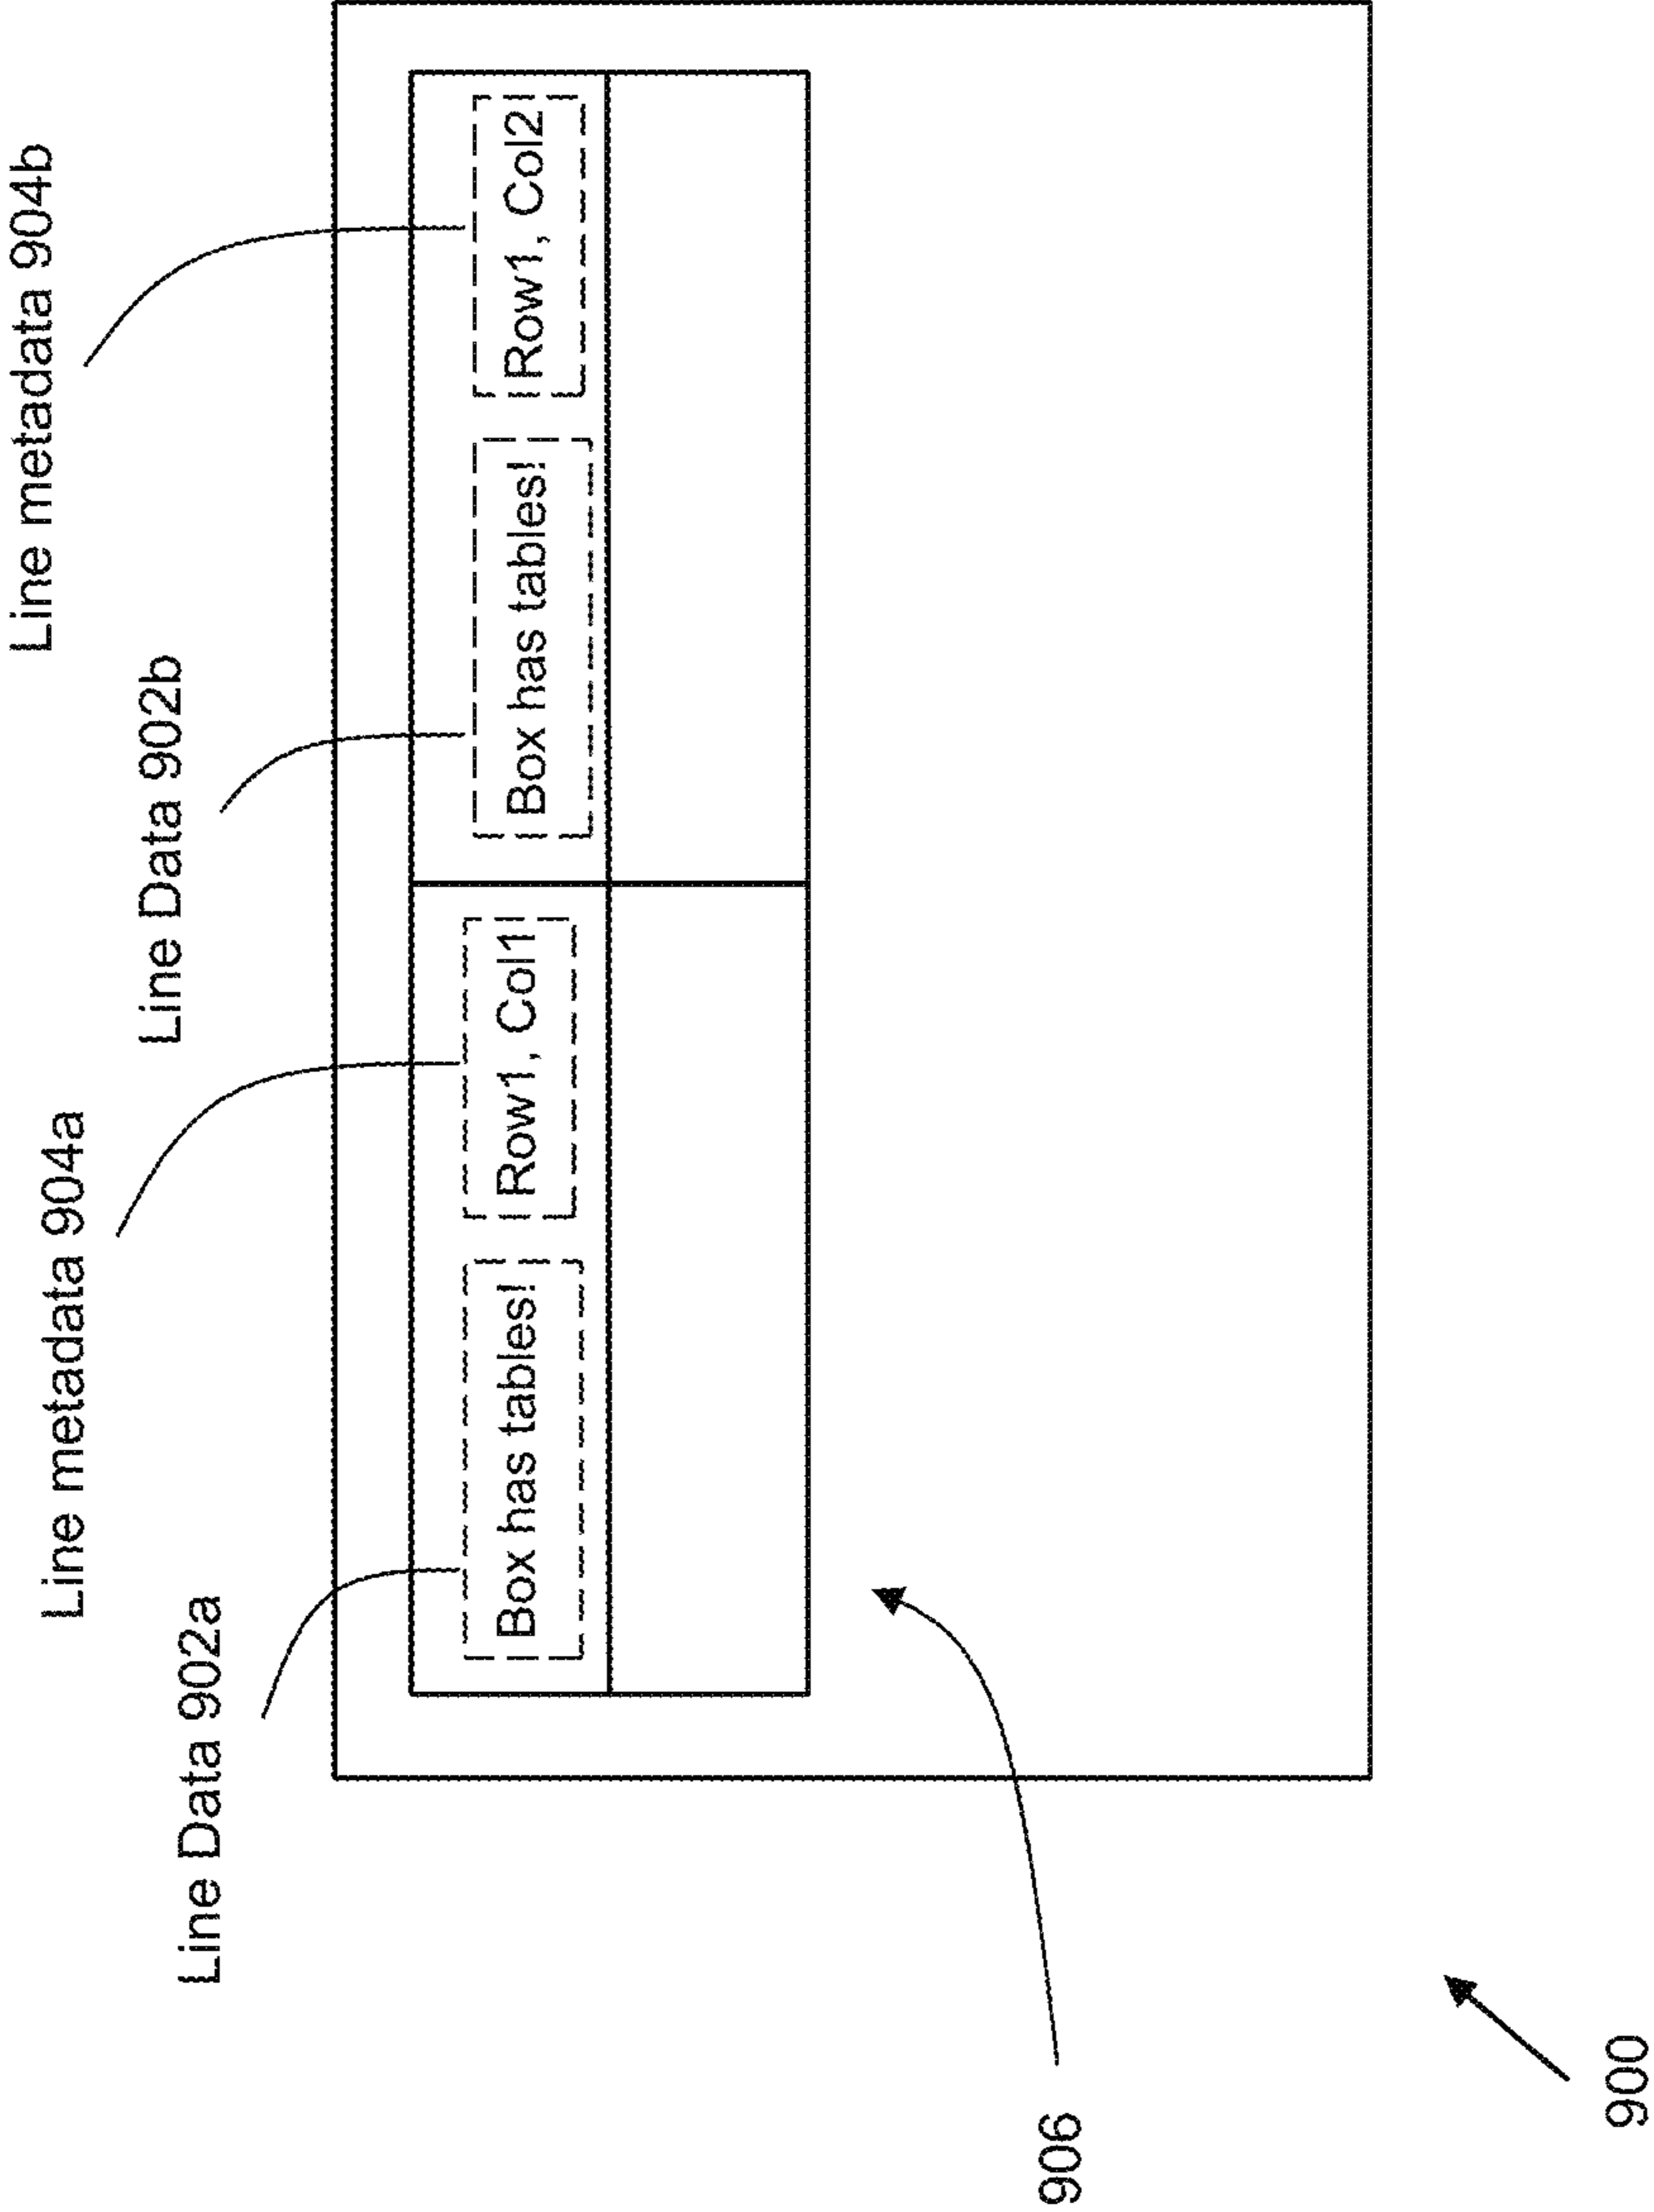 Line metadata 904b
Line Data 902b
Line metadata 904a
Line Data 902a
Box has tables! Row1, Col1 Box has tables! Row1, Col2
906
900